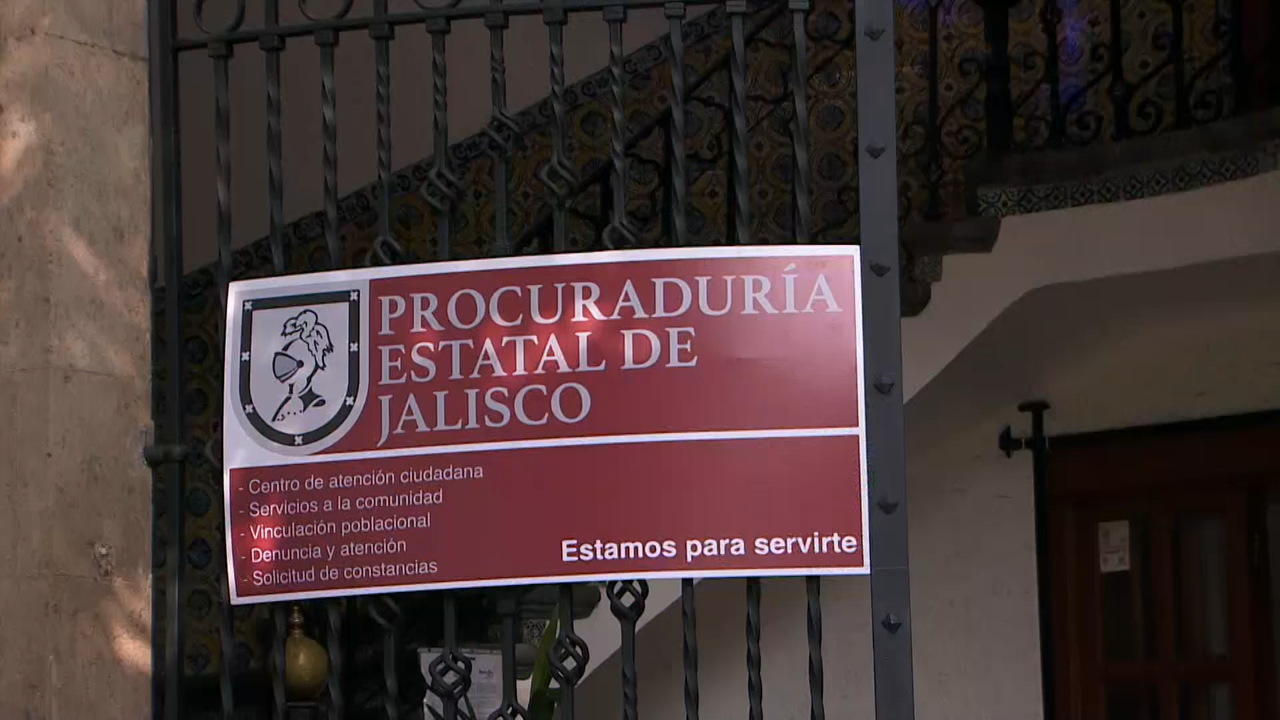 PROCURADURÍA
ESTATAL DE
JALISCO
- Centro de atención ciudadana
- Servicios a la comunidad
- Vinculación poblacional
- Denuncia y atención
- Solicitud de constancias
Estamos para servirte